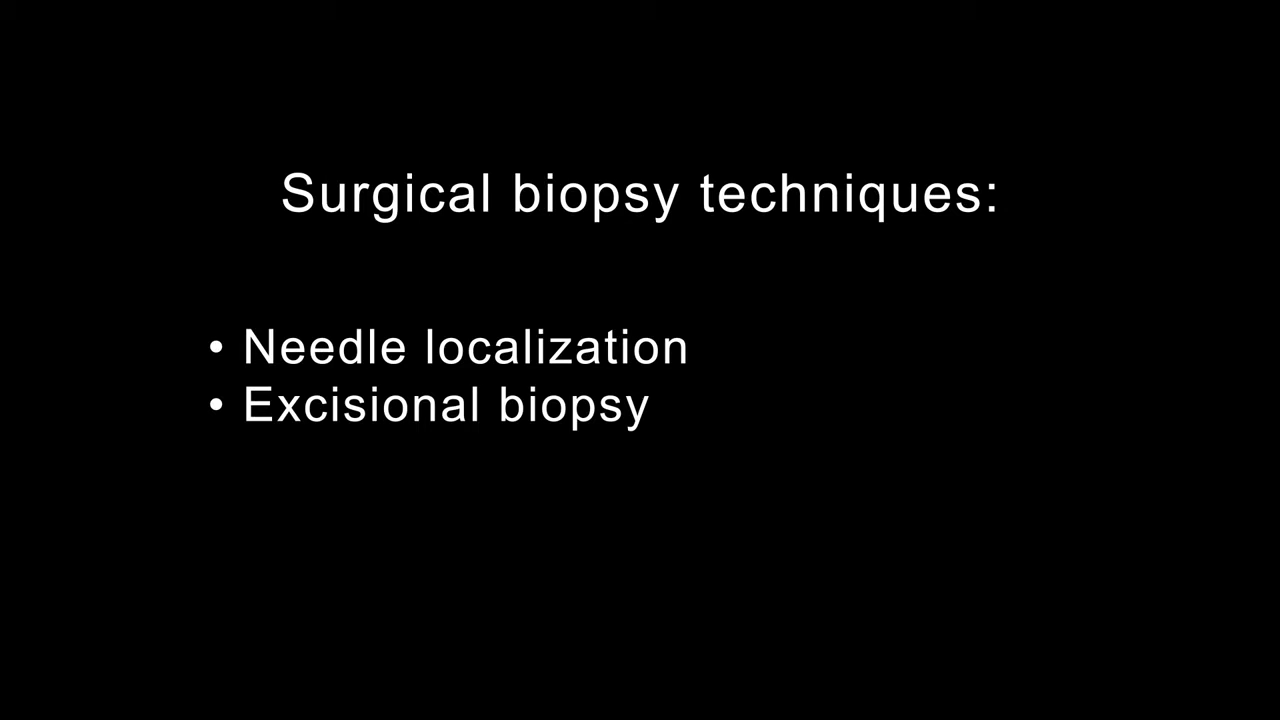 Surgical biopsy techniques:
• Needle localization
• Excisional biopsy